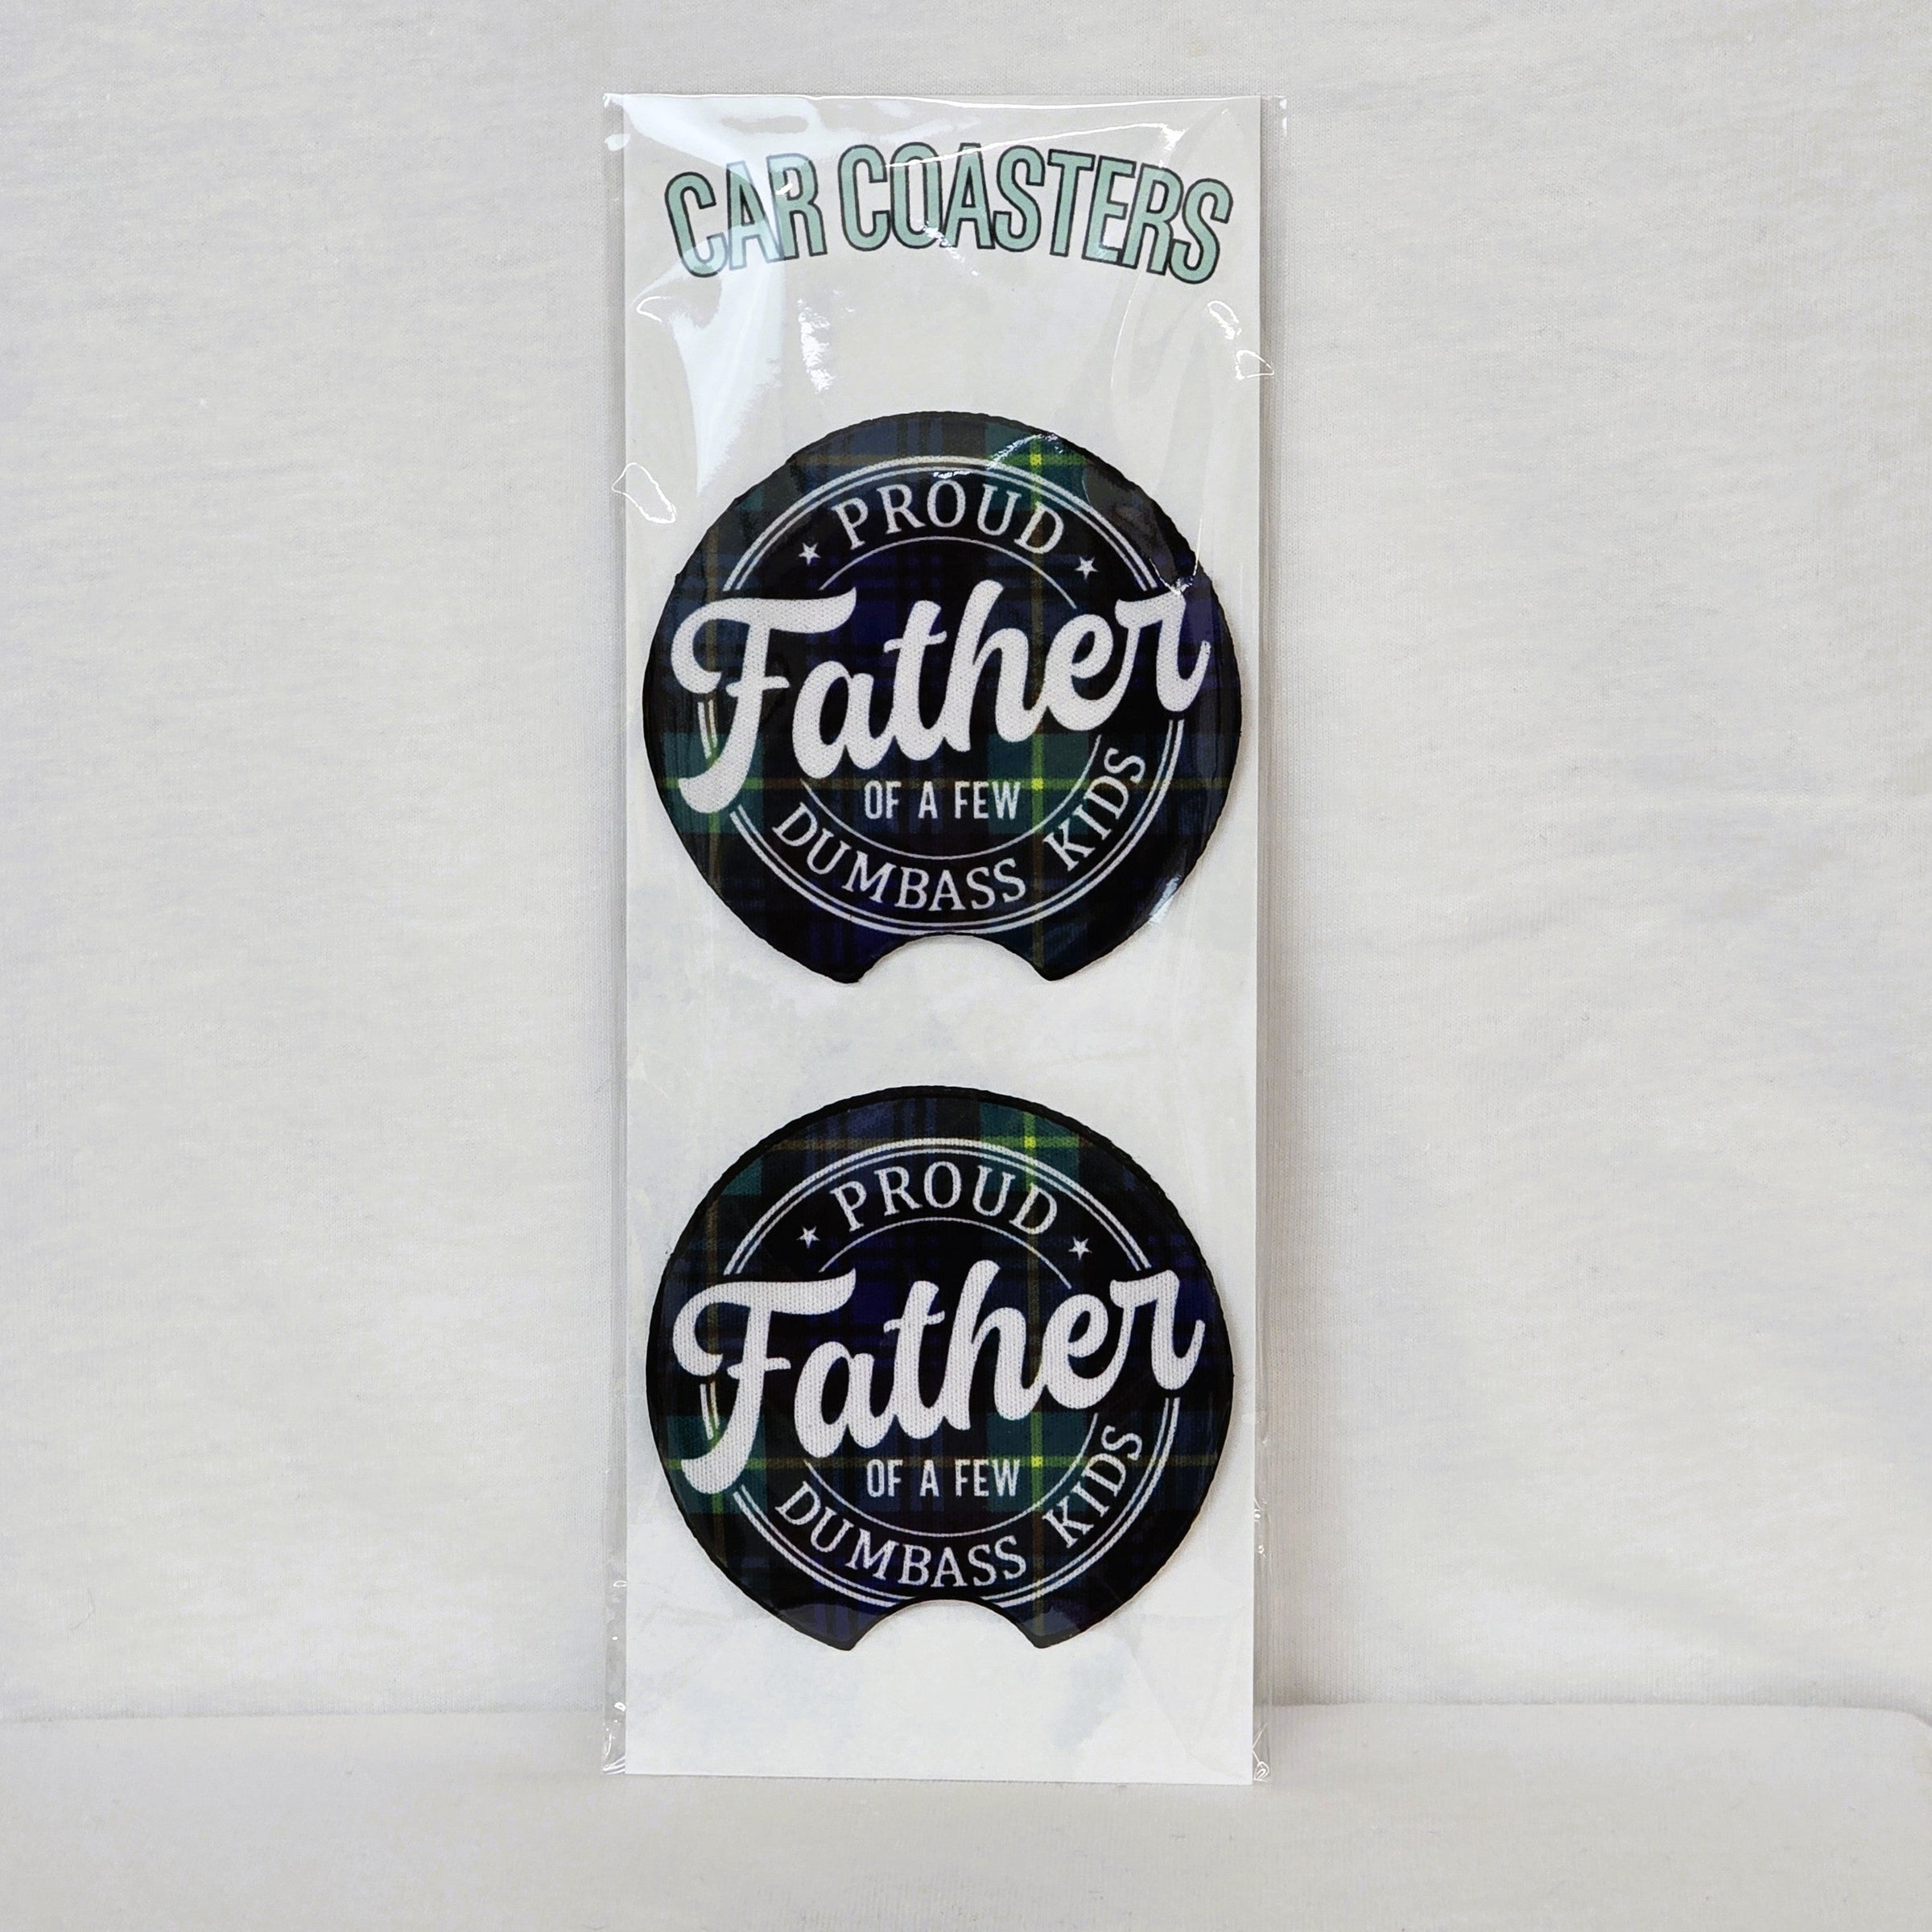 CAR COASTERS
PROUD
Father
OF A FEW
DUMBASS KIDS
PROUD
Father
OF A FEW
DUMBASS KIDS